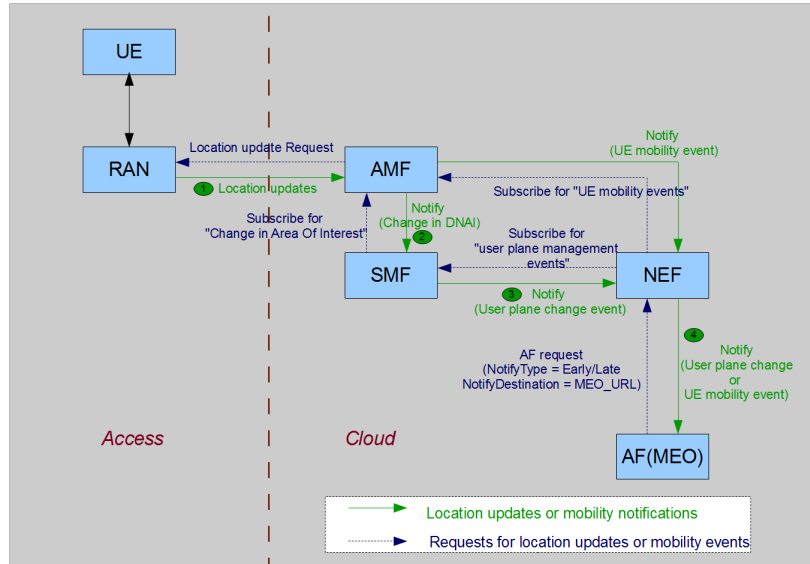 UE
RAN
Location update Request
AMF
Notify
(UE mobility event)
1 Location updates
Subscribe for "UE mobility events"
Subscribe for
"Change in Area Of Interest"
Notify
(Change in DNAI)
2
Subscribe for
"user plane management
events"
SMF
NEF
3 Notify
(User plane change event)
4
Notify
(User plane change
or
UE mobility event)
AF request
(NotifyType = Early/Late
NotifyDestination = MEO_URL)
Access
Cloud
AF(MEO)
Location updates or mobility notifications
Requests for location updates or mobility events